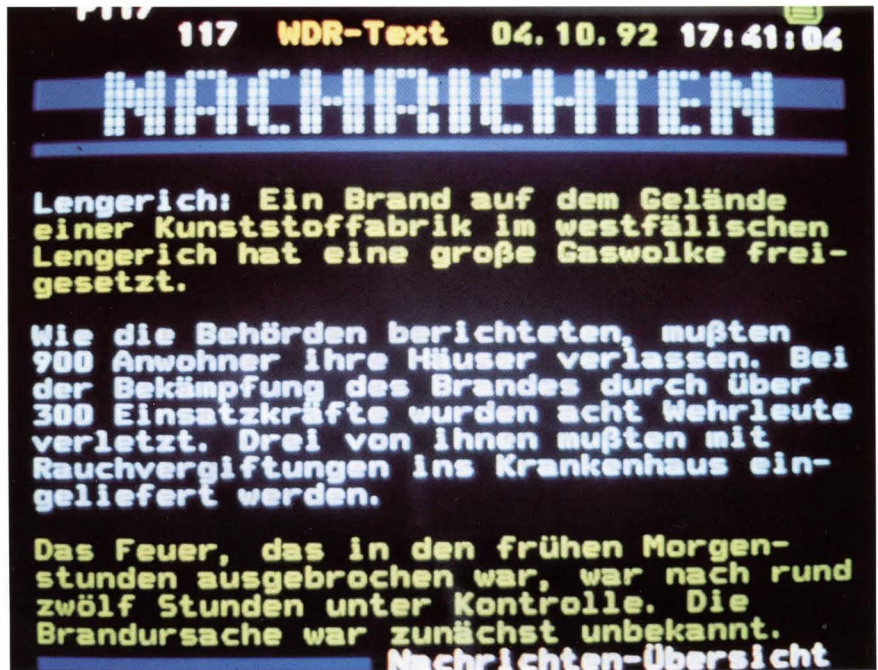 117 WDR-Text 04.10.92 17:41:04
NACHRICHTEN
Lengerich: Ein Brand auf dem Gelände
einer Kunststoffabrik im westfälischen
Lengerich hat eine große Gaswolke frei-
gesetzt.
Wie die Behörden berichteten, mußten
900 Anwohner ihre Häuser verlassen. Bei
der Bekämpfung des Brandes durch über
300 Einsatzkräfte wurden acht Wehrleute
verletzt. Drei von ihnen mußten mit
Rauchvergiftungen ins Krankenhaus ein-
geliefert werden.
Das Feuer, das in den frühen Morgen-
stunden ausgebrochen war, war nach rund
zwölf Stunden unter Kontrolle. Die
Brandursache war zunächst unbekannt.
Nachrichten-Übersicht